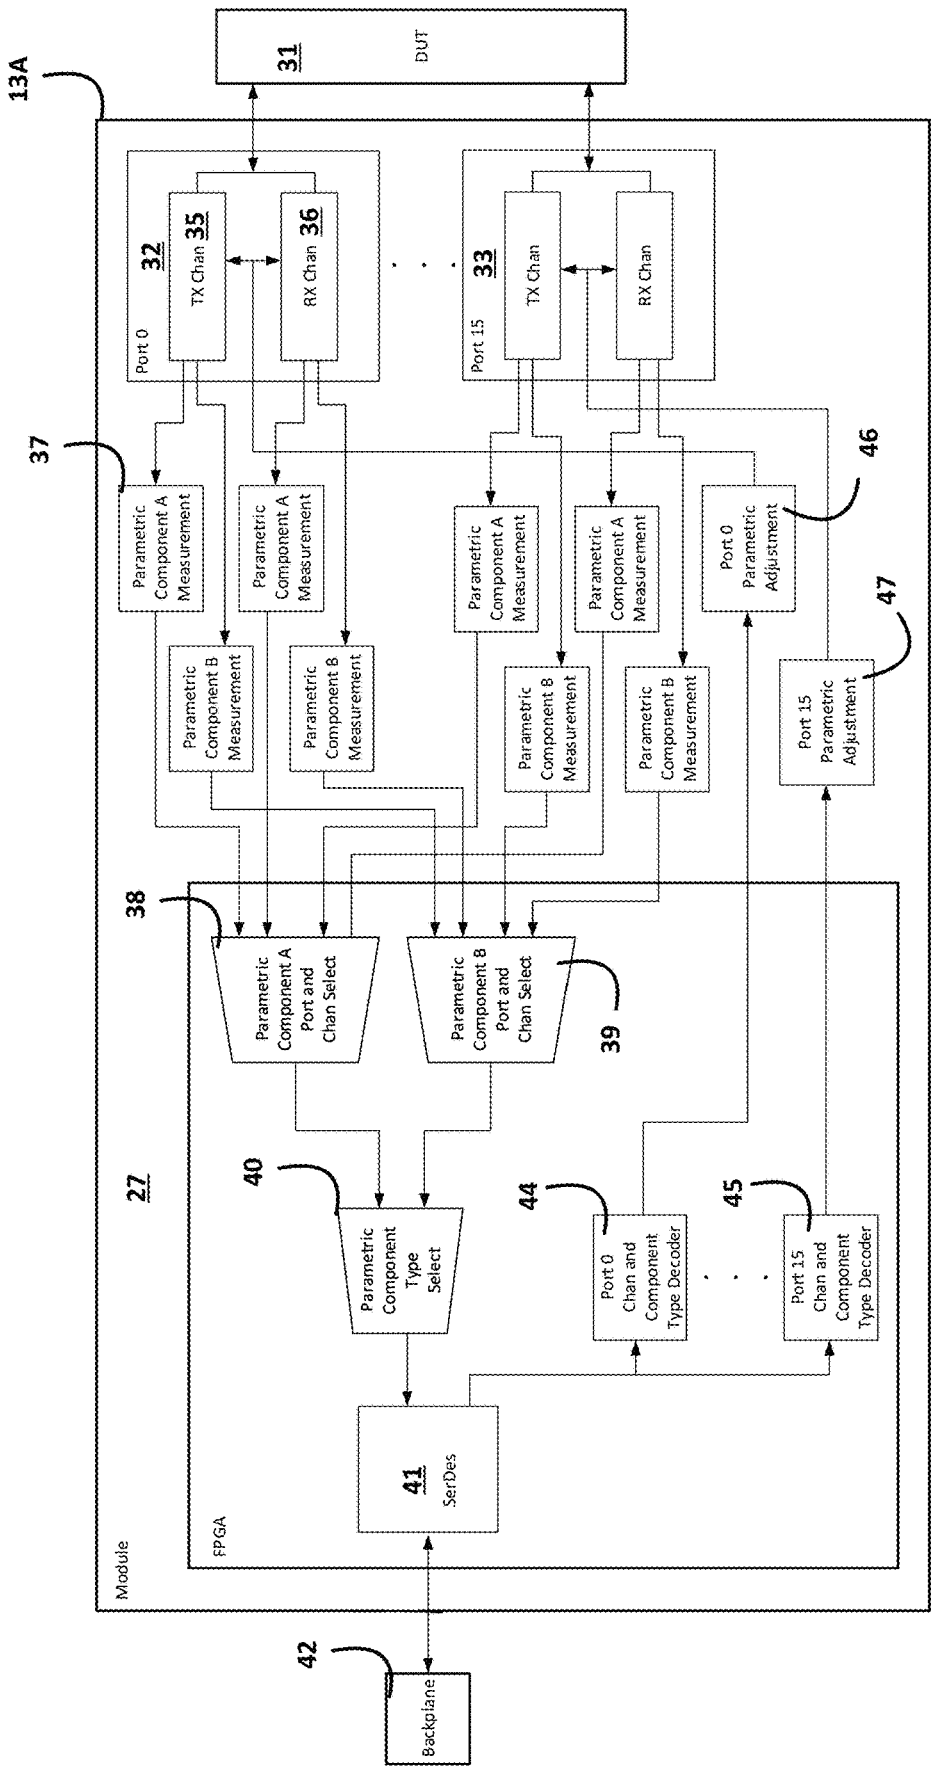 13A
31
DUT
Port 0
32
TX Chan
35
RX Chan
36
. . .
Port 15
33
TX Chan
RX Chan
37
Parametric
Component A
Measurement
Parametric
Component A
Measurement
Parametric
Component B
Measurement
Parametric
Component B
Measurement
Parametric
Component A
Measurement
Parametric
Component A
Measurement
Parametric
Component B
Measurement
Parametric
Component B
Measurement
Port 0
Parametric
Adjustment
46
Port 15
Parametric
Adjustment
47
38
Parametric
Component A
Port and
Chan Select
Parametric
Component B
Port and
Chan Select
39
27
40
Parametric
Component
Type
Select
44
Port 0
Chan and
Component
Type Decoder
. . .
45
Port 15
Chan and
Component
Type Decoder
41
SerDes
FPGA
Module
42
Backplane